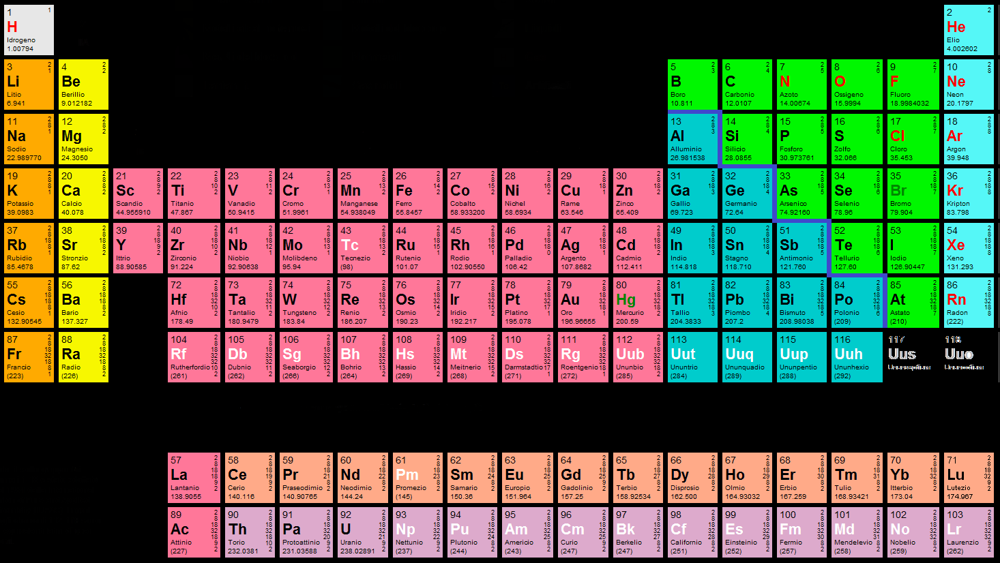 1 H Idrogeno 1.00794
2 He Elio 4.002602
3 Li Litio 6.941
4 Be Berillio 9.012182
5 B Boro 10.811
6 C Carbonio 12.0107
7 N Azoto 14.00674
8 O Ossigeno 15.9994
9 F Fluoro 18.9984032
10 Ne Neon 20.1797
11 Na Sodio 22.989770
12 Mg Magnesio 24.3050
13 Al Alluminio 26.981538
14 Si Silicio 28.0855
15 P Fosforo 30.973761
16 S Zolfo 32.066
17 Cl Cloro 35.453
18 Ar Argon 39.948
19 K Potassio 39.0983
20 Ca Calcio 40.078
21 Sc Scandio 44.955910
22 Ti Titanio 47.867
23 V Vanadio 50.9415
24 Cr Cromo 51.9961
25 Mn Manganese 54.938049
26 Fe Ferro 55.8457
27 Co Cobalto 58.933200
28 Ni Nichel 58.6934
29 Cu Rame 63.546
30 Zn Zinco 65.409
31 Ga Gallio 69.723
32 Ge Germanio 72.64
33 As Arsenico 74.92160
34 Se Selenio 78.96
35 Br Bromo 79.904
36 Kr Kripton 83.798
37 Rb Rubidio 85.4678
38 Sr Stronzio 87.62
39 Y Ittrio 88.90585
40 Zr Zirconio 91.224
41 Nb Niobio 92.90638
42 Mo Molibdeno 95.94
43 Tc Tecnezio (98)
44 Ru Rutenio 101.07
45 Rh Rodio 102.90550
46 Pd Palladio 106.42
47 Ag Argento 107.8682
48 Cd Cadmio 112.411
49 In Indio 114.818
50 Sn Stagno 118.710
51 Sb Antimonio 121.760
52 Te Tellurio 127.60
53 I Iodio 126.90447
54 Xe Xeno 131.293
55 Cs Cesio 132.90545
56 Ba Bario 137.327
72 Hf Afnio 178.49
73 Ta Tantalio 180.9479
74 W Tungsteno 183.84
75 Re Renio 186.207
76 Os Osmio 190.23
77 Ir Iridio 192.217
78 Pt Platino 195.078
79 Au Oro 196.96655
80 Hg Mercurio 200.59
81 Tl Tallio 204.3833
82 Pb Piombo 207.2
83 Bi Bismuto 208.98038
84 Po Polonio (209)
85 At Astato (210)
86 Rn Radon (222)
87 Fr Francio (223)
88 Ra Radio (226)
104 Rf Rutherfordio (261)
105 Db Dubnio (262)
106 Sg Seaborgio (266)
107 Bh Bohrio (264)
108 Hs Hassio (269)
109 Mt Meitnerio (268)
110 Ds Darmstadtio (271)
111 Rg Roentgenio (272)
112 Uub Ununbio (285)
113 Uut Ununtrio (284)
114 Uuq Ununquadio (289)
115 Uup Ununpentio (288)
116 Uuh Ununhexio (292)
117 Uus
118 Uuo
57 La Lantanio 138.9055
58 Ce Cerio 140.116
59 Pr Praseodimio 140.90765
60 Nd Neodimio 144.24
61 Pm Promezio (145)
62 Sm Samario 150.36
63 Eu Europio 151.964
64 Gd Gadolinio 157.25
65 Tb Terbio 158.92534
66 Dy Disprosio 162.500
67 Ho Olmio 164.93032
68 Er Erbio 167.259
69 Tm Tulio 168.93421
70 Yb Itterbio 173.04
71 Lu Lutezio 174.967
89 Ac Attinio (227)
90 Th Torio 232.0381
91 Pa Protoattinio 231.03588
92 U Uranio 238.02891
93 Np Nettunio (237)
94 Pu Plutonio (244)
95 Am Americio (243)
96 Cm Curio (247)
97 Bk Berkelio (247)
98 Cf Californio (251)
99 Es Einsteinio (252)
100 Fm Fermio (257)
101 Md Mendelevio (258)
102 No Nobelio (259)
103 Lr Laurenzio (262)